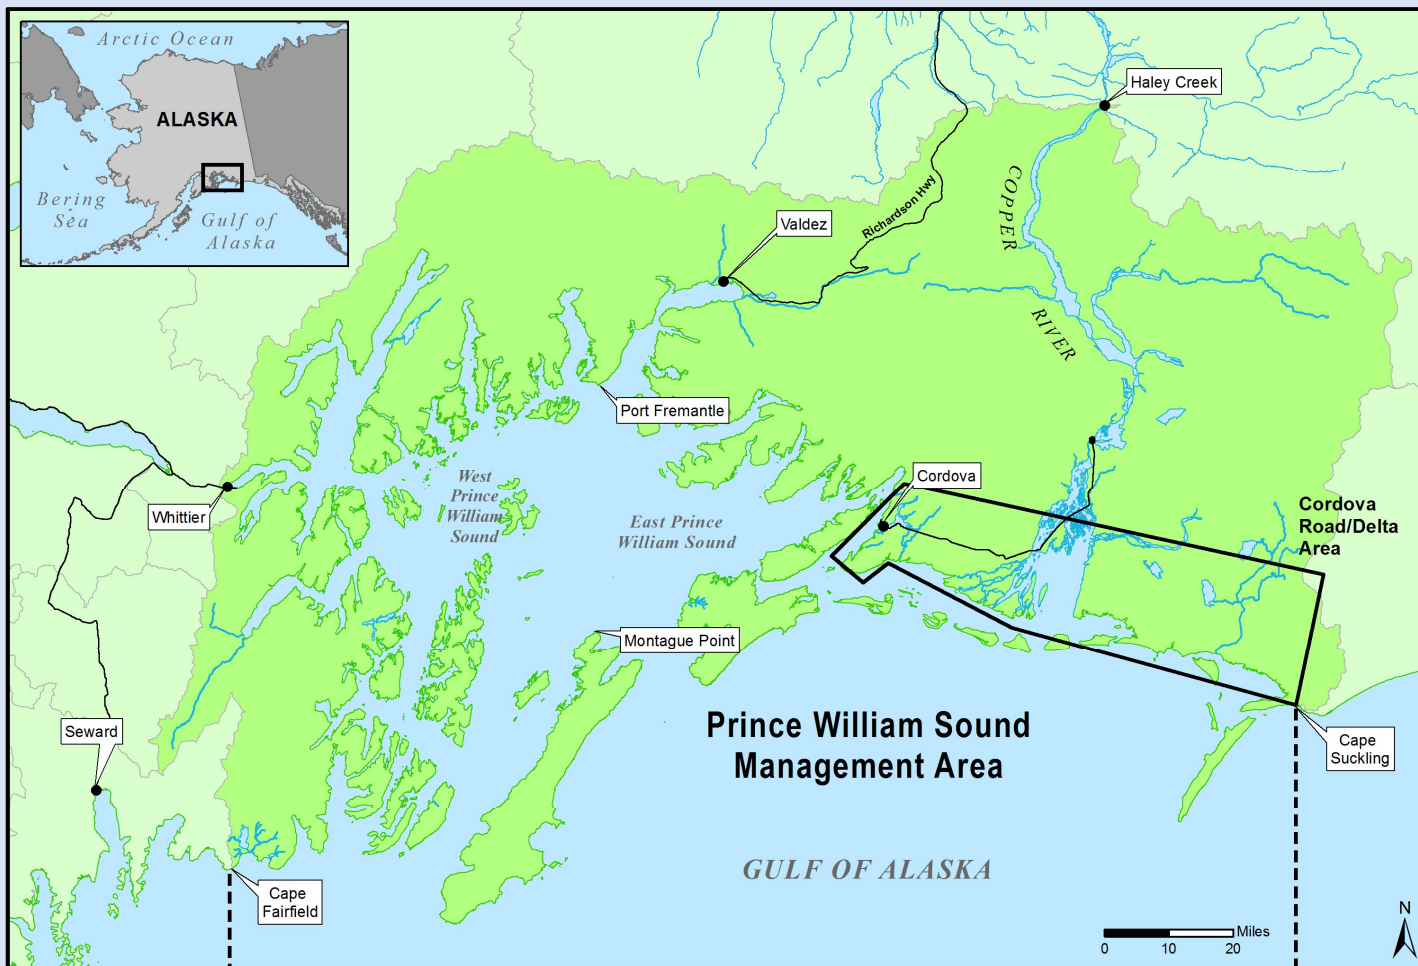 Arctic Ocean
ALASKA
Bering
Sea
Gulf of
Alaska
Haley Creek
Richardson Hwy
COPPER
RIVER
Valdez
Port Fremantle
Cordova
Whittier
West
Prince
William
Sound
East Prince
William Sound
Cordova
Road/Delta
Area
Montague Point
Seward
Prince William Sound
Management Area
Cape
Suckling
GULF OF ALASKA
Cape
Fairfield
N
Miles
0 10 20